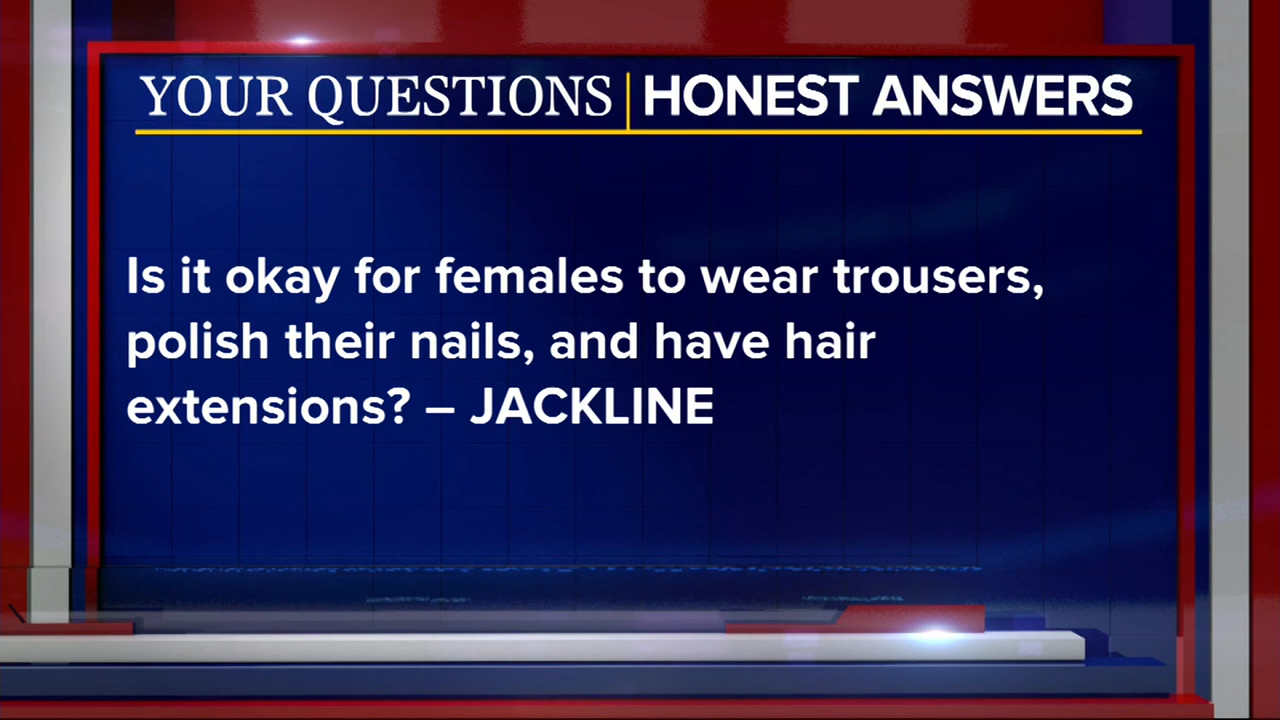 YOUR QUESTIONS | HONEST ANSWERS
Is it okay for females to wear trousers,
polish their nails, and have hair
extensions? – JACKLINE